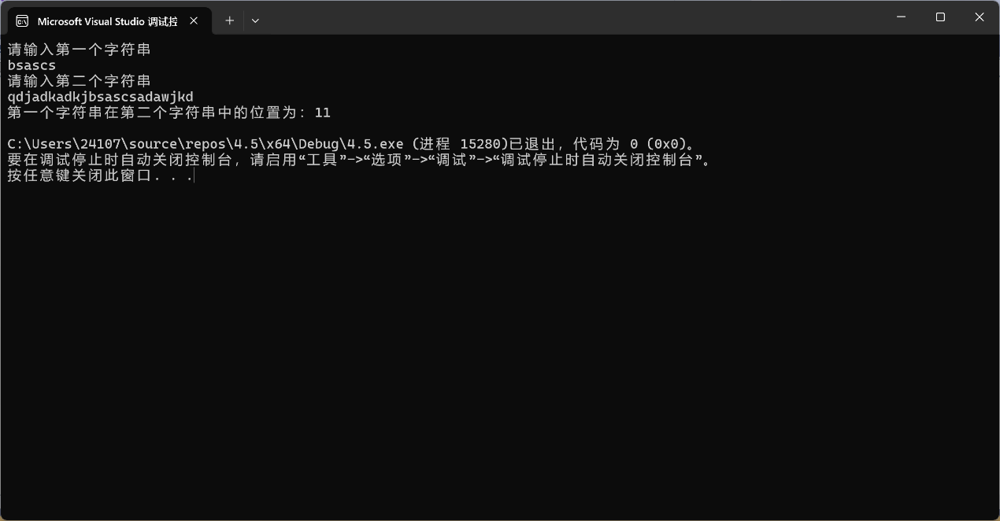 Microsoft Visual Studio 调试控
请输入第一个字符串
bsascs
请输入第二个字符串
qdjadkadkjbsascsadawjkd
第一个字符串在第二个字符串中的位置为：11
C:\Users\24107\source\repos\4.5\x64\Debug\4.5.exe (进程 15280)已退出，代码为 0 (0x0)。
要在调试停止时自动关闭控制台，请启用“工具”->“选项”->“调试”->“调试停止时自动关闭控制台”。
按任意键关闭此窗口. . .